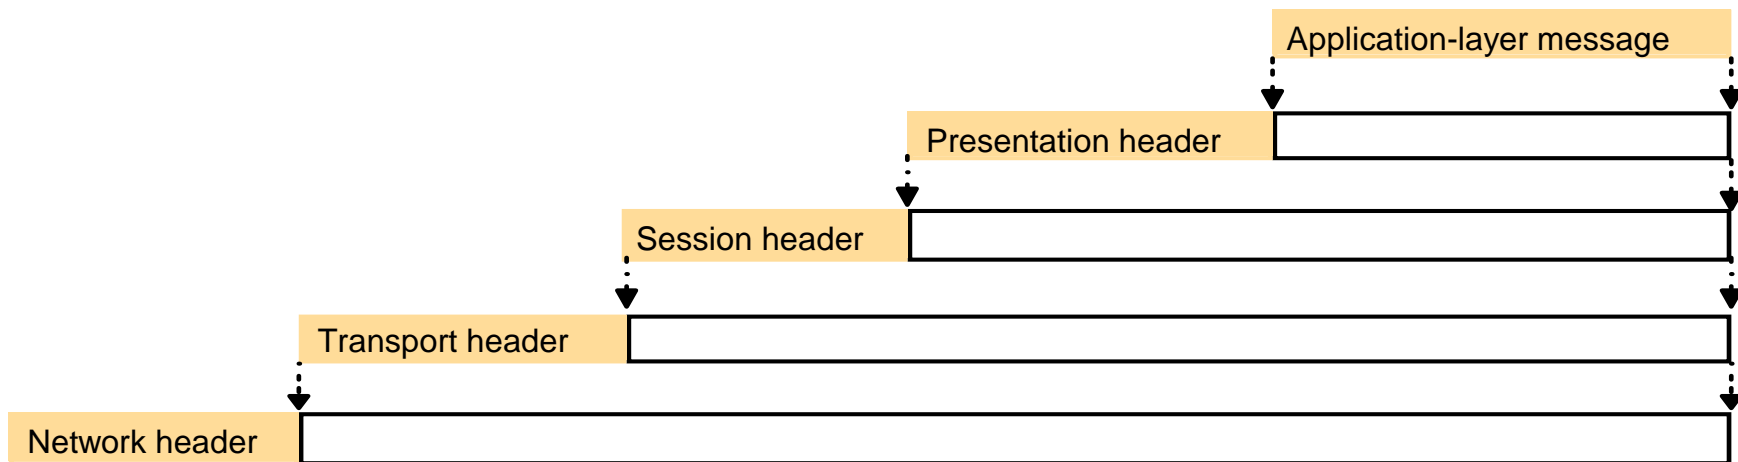 Application-layer message
Presentation header
Session header
Transport header
Network header